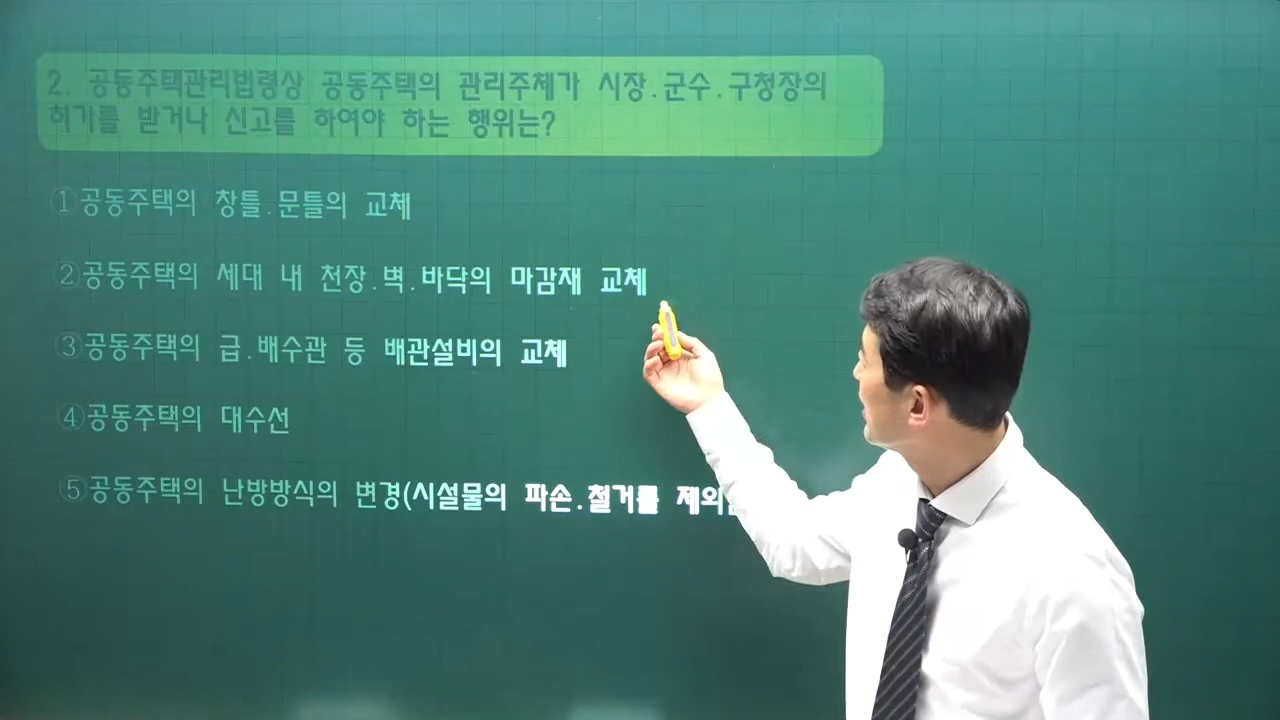 2. 공동주택관리법령상 공동주택의 관리주체가 시장.군수.구청장의
허가를 받거나 신고를 하여야 하는 행위는?
①공동주택의 창틀.문틀의 교체
②공동주택의 세대 내 천장.벽.바닥의 마감재 교체
③공동주택의 급.배수관 등 배관설비의 교체
④공동주택의 대수선
⑤공동주택의 난방방식의 변경(시설물의 파손.철거를 제외